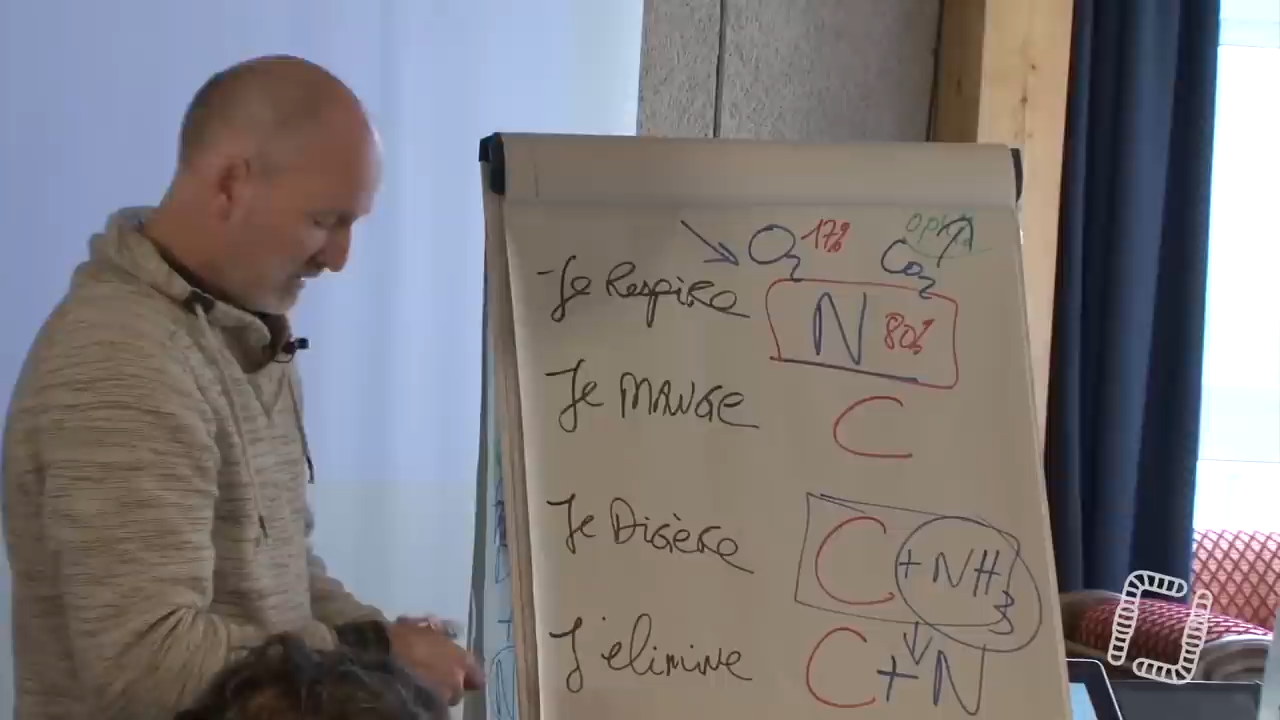 O2 17%
CO2
- Je Respire N 80%
Je MANGE C
Je Digère C + NH3
J'élimine C + N